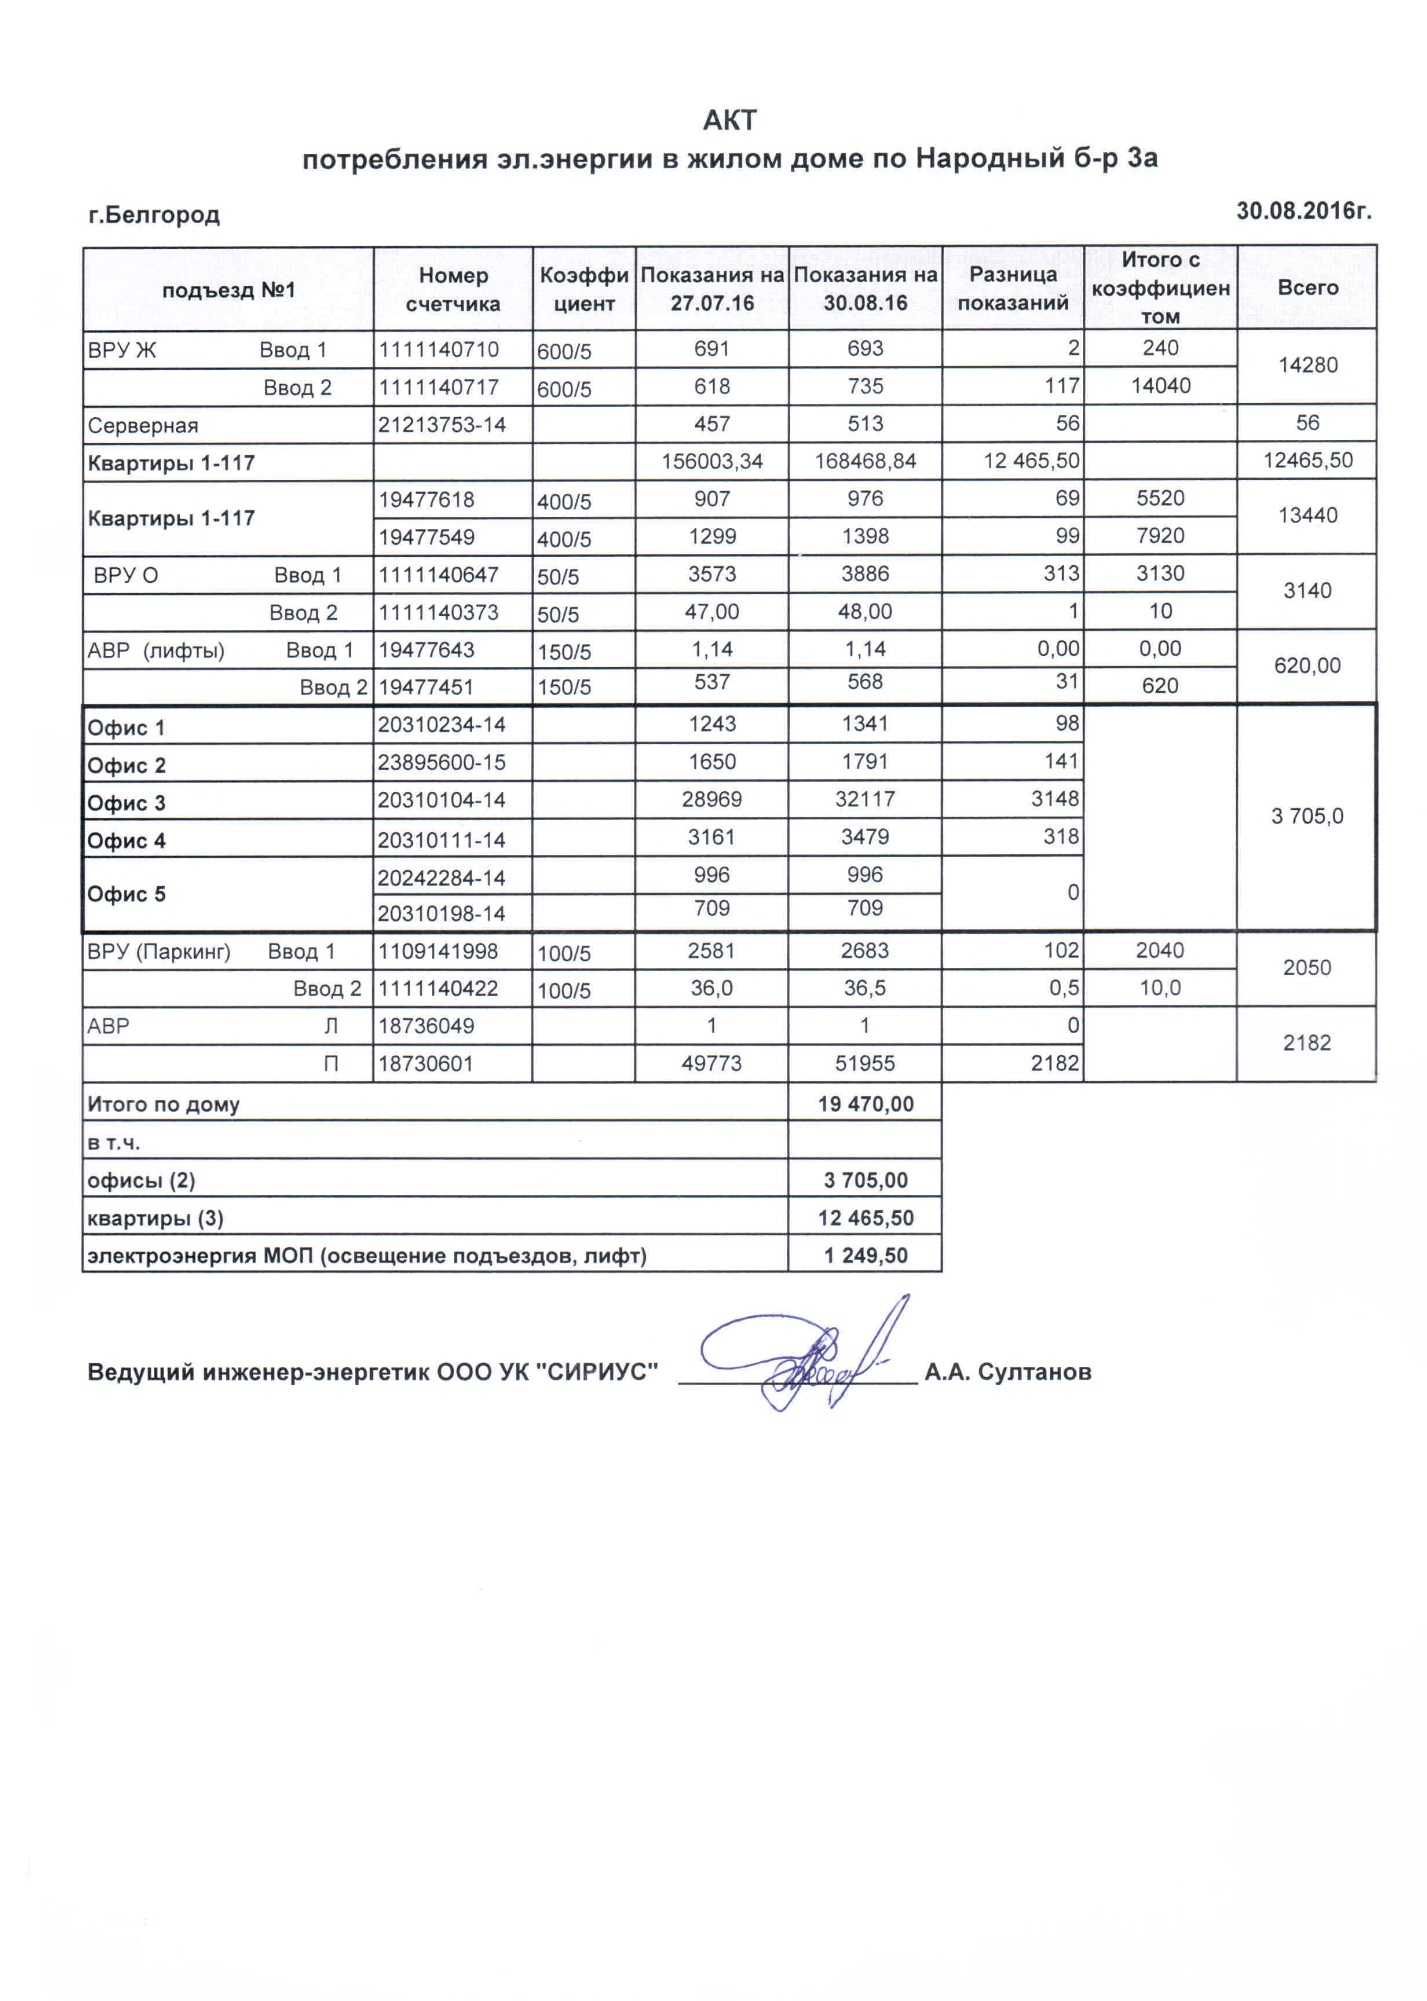 АКТ
потребления эл.энергии в жилом доме по Народный б-р 3а
г.Белгород 30.08.2016г.
подъезд №1 Номер счетчика Коэффи циент Показания на 27.07.16 Показания на 30.08.16 Разница показаний Итого с коэффициен том Всего
ВРУ Ж Ввод 1 1111140710 600/5 691 693 2 240 14280
Ввод 2 1111140717 600/5 618 735 117 14040
Серверная 21213753-14 457 513 56 56
Квартиры 1-117 156003,34 168468,84 12 465,50 12465,50
Квартиры 1-117 19477618 400/5 907 976 69 5520 13440
19477549 400/5 1299 1398 99 7920
ВРУ О Ввод 1 1111140647 50/5 3573 3886 313 3130 3140
Ввод 2 1111140373 50/5 47,00 48,00 1 10
АВР (лифты) Ввод 1 19477643 150/5 1,14 1,14 0,00 0,00 620,00
Ввод 2 19477451 150/5 537 568 31 620
Офис 1 20310234-14 1243 1341 98 3 705,0
Офис 2 23895600-15 1650 1791 141
Офис 3 20310104-14 28969 32117 3148
Офис 4 20310111-14 3161 3479 318
Офис 5 20242284-14 996 996 0
20310198-14 709 709
ВРУ (Паркинг) Ввод 1 1109141998 100/5 2581 2683 102 2040 2050
Ввод 2 1111140422 100/5 36,0 36,5 0,5 10,0
АВР Л 18736049 1 1 0 2182
П 18730601 49773 51955 2182
Итого по дому 19 470,00
в т.ч.
офисы (2) 3 705,00
квартиры (3) 12 465,50
электроэнергия МОП (освещение подъездов, лифт) 1 249,50
Ведущий инженер-энергетик ООО УК "СИРИУС" А.А. Султанов